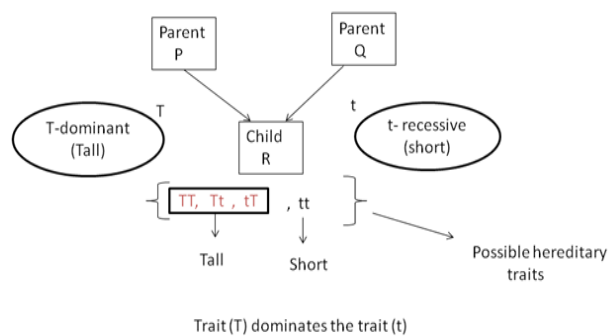 Parent
P
Parent
Q
T
t
T-dominant
(Tall)
Child
R
t- recessive
(short)
{ TT, Tt , tT , tt }
Tall
Short
Possible hereditary
traits
Trait (T) dominates the trait (t)